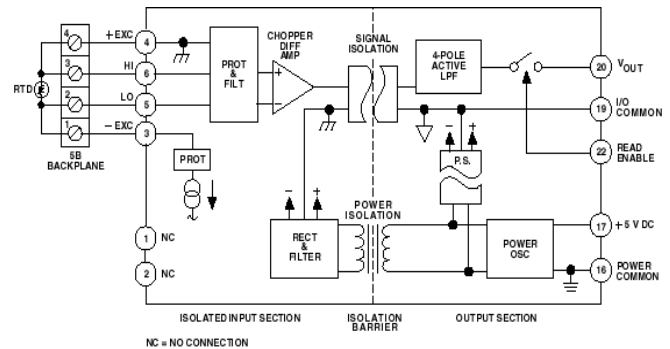 4
+EXC
4
3
HI
6
RTD
2
LO
5
1
−EXC
3
5B
BACKPLANE
PROT
&
FILT
CHOPPER
DIFF
AMP
+
−
SIGNAL
ISOLATION
4-POLE
ACTIVE
LPF
20
VOUT
19
I/O
COMMON
22
READ
ENABLE
PROT
− +
P.S.
1
NC
2
NC
− +
RECT
&
FILTER
POWER
ISOLATION
POWER
OSC
17
+5 V DC
16
POWER
COMMON
ISOLATED INPUT SECTION
ISOLATION
BARRIER
OUTPUT SECTION
NC = NO CONNECTION